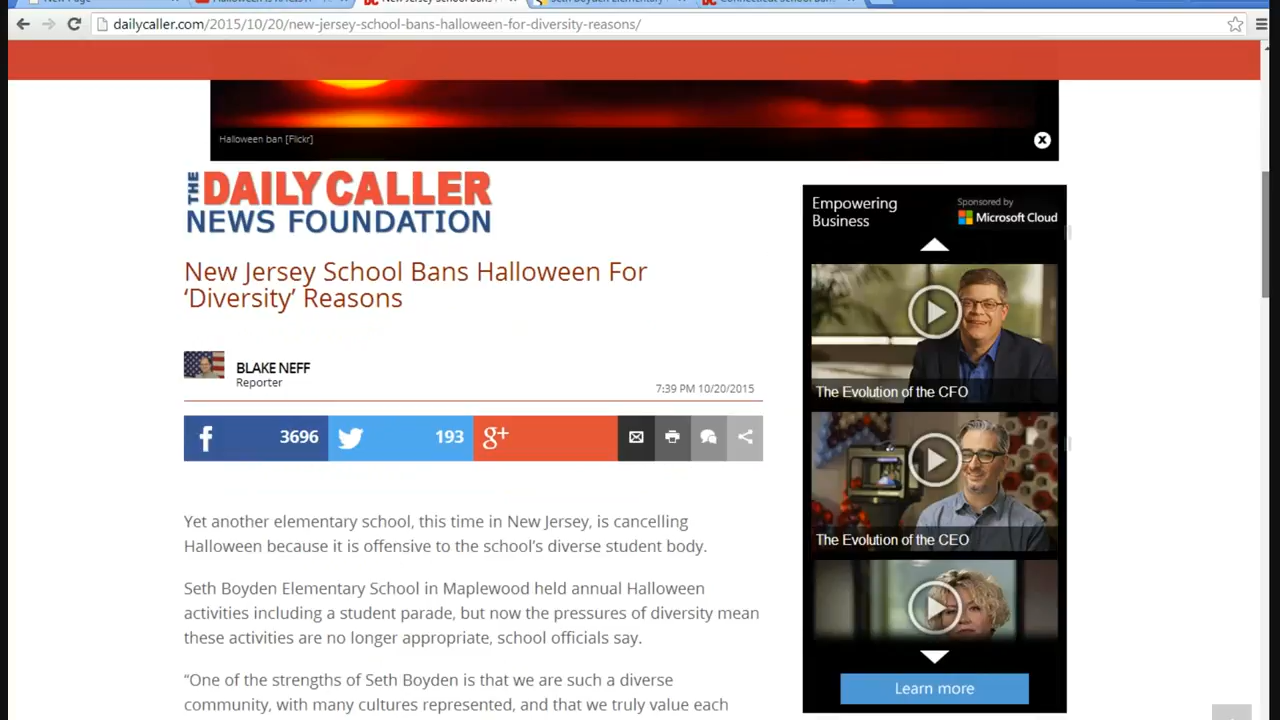 dailycaller.com/2015/10/20/new-jersey-school-bans-halloween-for-diversity-reasons/
Halloween ban [Flickr]
THE DAILY CALLER
NEWS FOUNDATION
New Jersey School Bans Halloween For
‘Diversity’ Reasons
BLAKE NEFF
Reporter
7:39 PM 10/20/2015
f 3696 193 g+
Yet another elementary school, this time in New Jersey, is cancelling
Halloween because it is offensive to the school’s diverse student body.
Seth Boyden Elementary School in Maplewood held annual Halloween
activities including a student parade, but now the pressures of diversity mean
these activities are no longer appropriate, school officials say.
“One of the strengths of Seth Boyden is that we are such a diverse
community, with many cultures represented, and that we truly value each
Empowering
Business
Sponsored by
Microsoft Cloud
The Evolution of the CFO
The Evolution of the CEO
Learn more